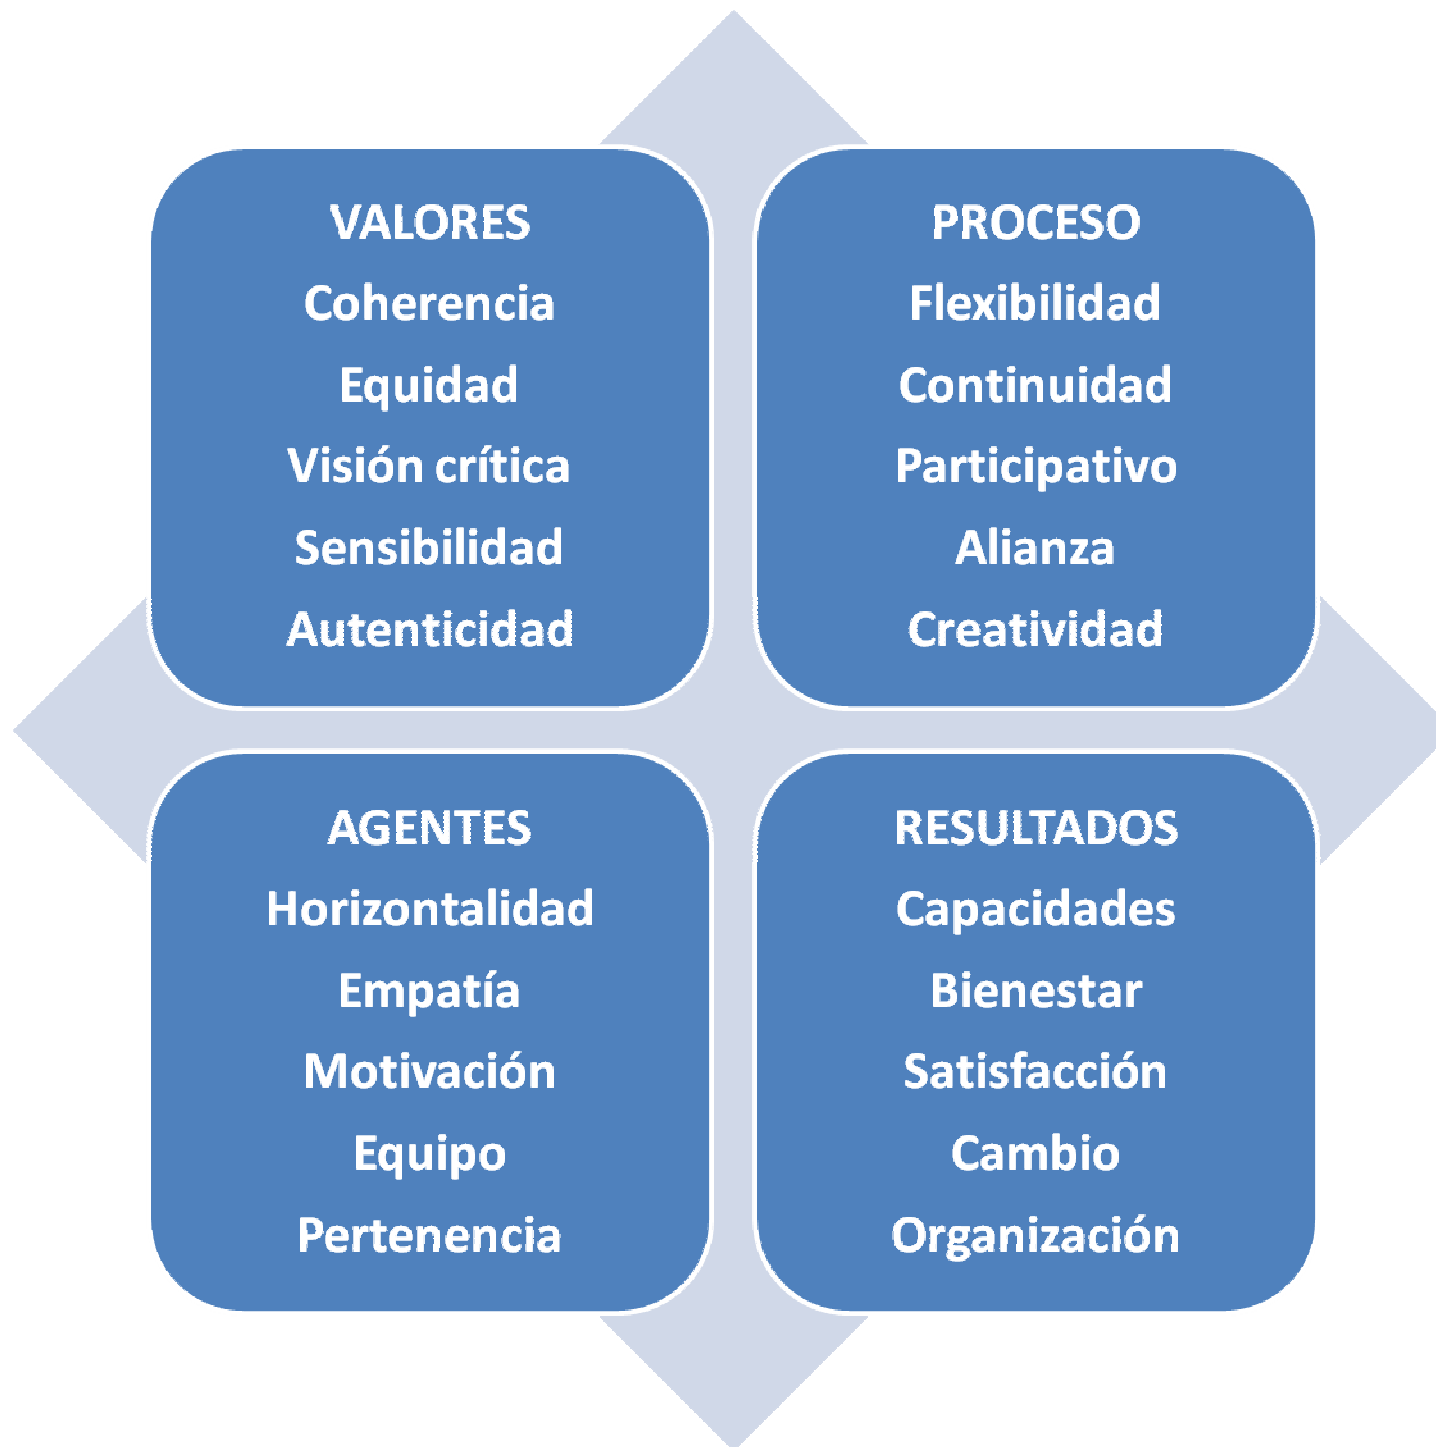 VALORES
Coherencia
Equidad
Visión crítica
Sensibilidad
Autenticidad
PROCESO
Flexibilidad
Continuidad
Participativo
Alianza
Creatividad
AGENTES
Horizontalidad
Empatía
Motivación
Equipo
Pertenencia
RESULTADOS
Capacidades
Bienestar
Satisfacción
Cambio
Organización